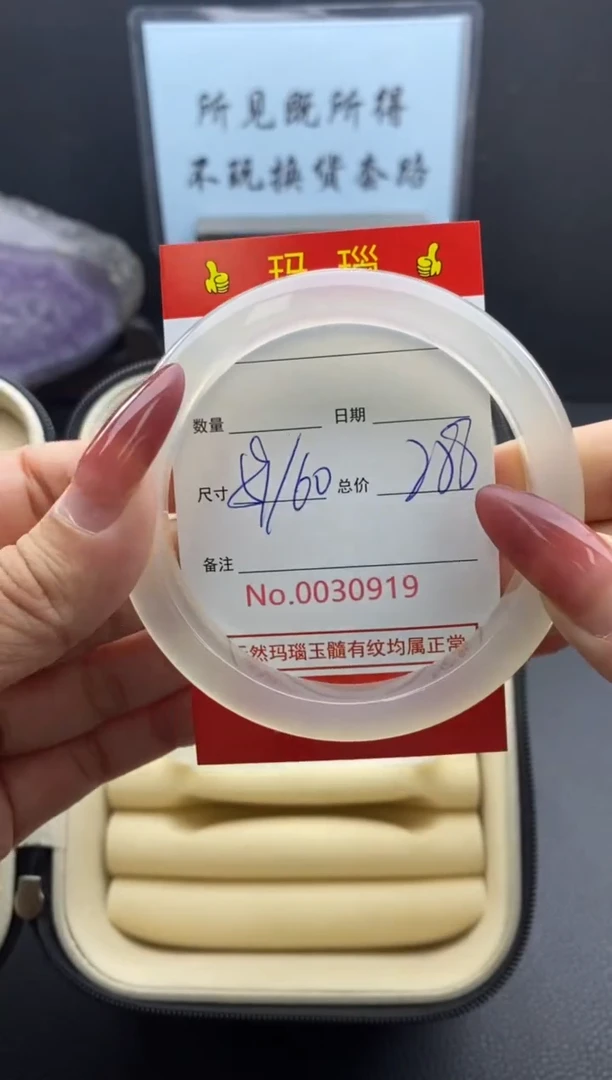 所见既所得
不玩换货套路
玛瑙
数量 日期
尺寸 /60 总价 288
备注
No.0030919
然玛瑙玉髓有纹均属正常